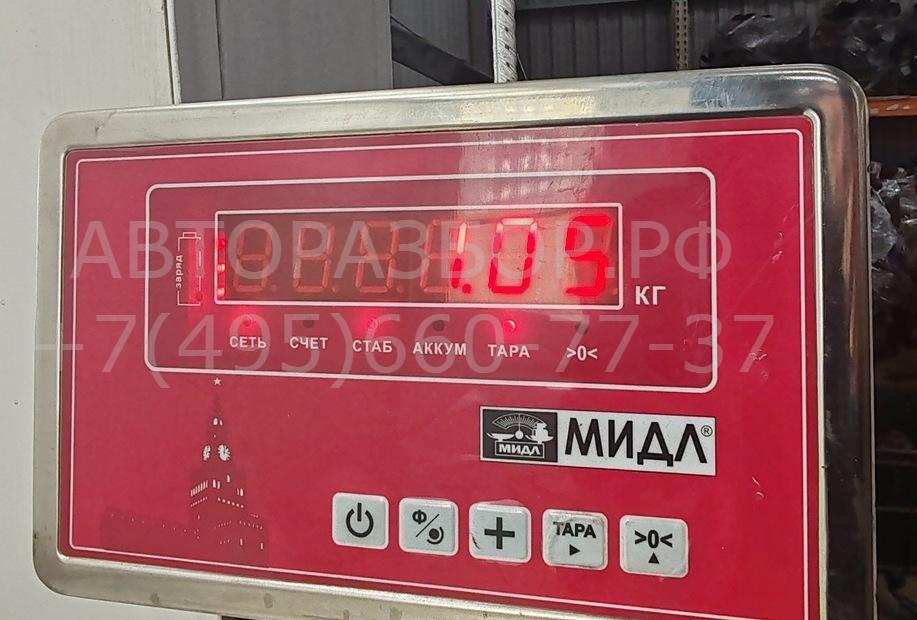 АВТОРАЗБОР.РФ
+7(495)660-77-37
заряд
1.05
КГ
СЕТЬ СЧЕТ СТАБ АККУМ ТАРА >0<
МИДЛ МИДЛ®
Ф ТАРА >0<